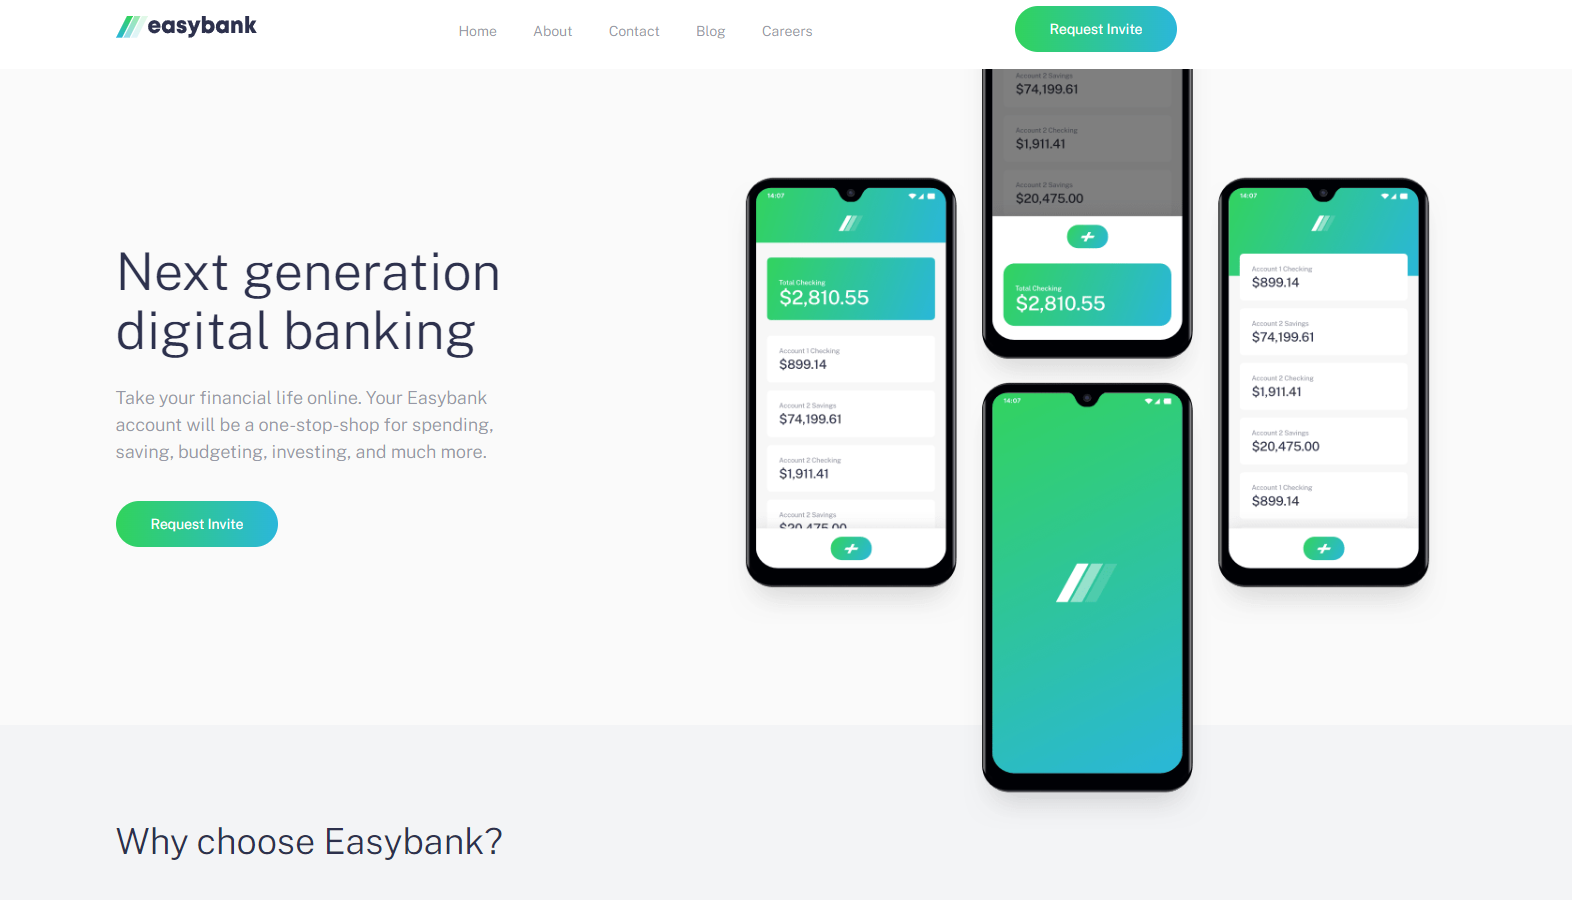 easybank
Home
About
Contact
Blog
Careers
Request Invite
Next generation
digital banking
Take your financial life online. Your Easybank
account will be a one-stop-shop for spending,
saving, budgeting, investing, and much more.
Request Invite
14:07
Total Checking
$2,810.55
Account 1 Checking
$899.14
Account 2 Savings
$74,199.61
Account 2 Checking
$1,911.41
Account 2 Savings
$20,475.00
Account 2 Savings
$74,199.61
Account 2 Checking
$1,911.41
Account 2 Savings
$20,475.00
Total Checking
$2,810.55
14:07
14:07
Account 1 Checking
$899.14
Account 2 Savings
$74,199.61
Account 2 Checking
$1,911.41
Account 2 Savings
$20,475.00
Account 1 Checking
$899.14
Why choose Easybank?